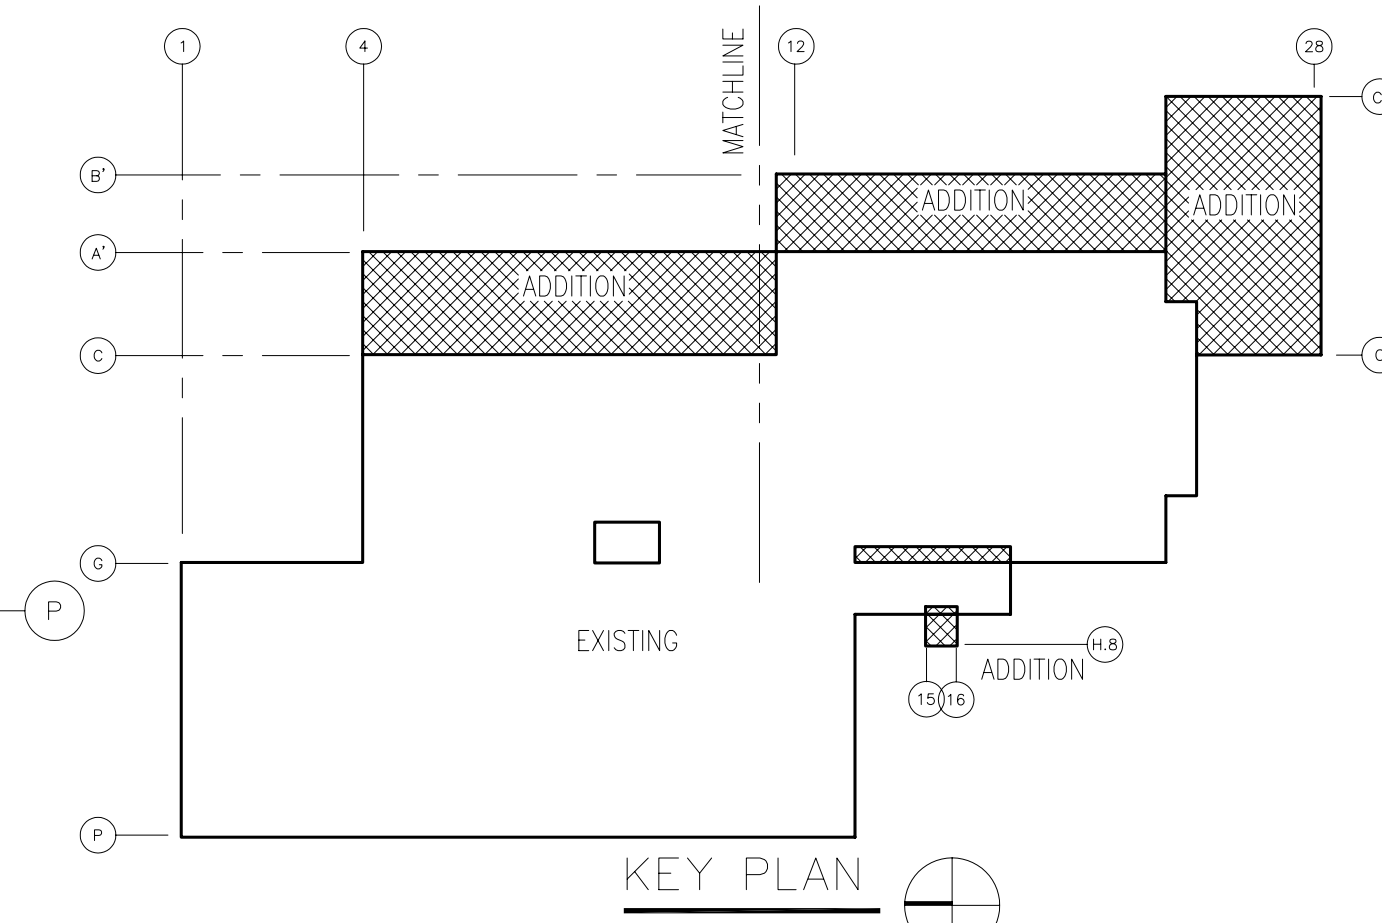 1
4
MATCHLINE
12
28
C
B'
ADDITION
ADDITION
A'
ADDITION
C
G
P
EXISTING
H.8
ADDITION
15
16
P
KEY PLAN